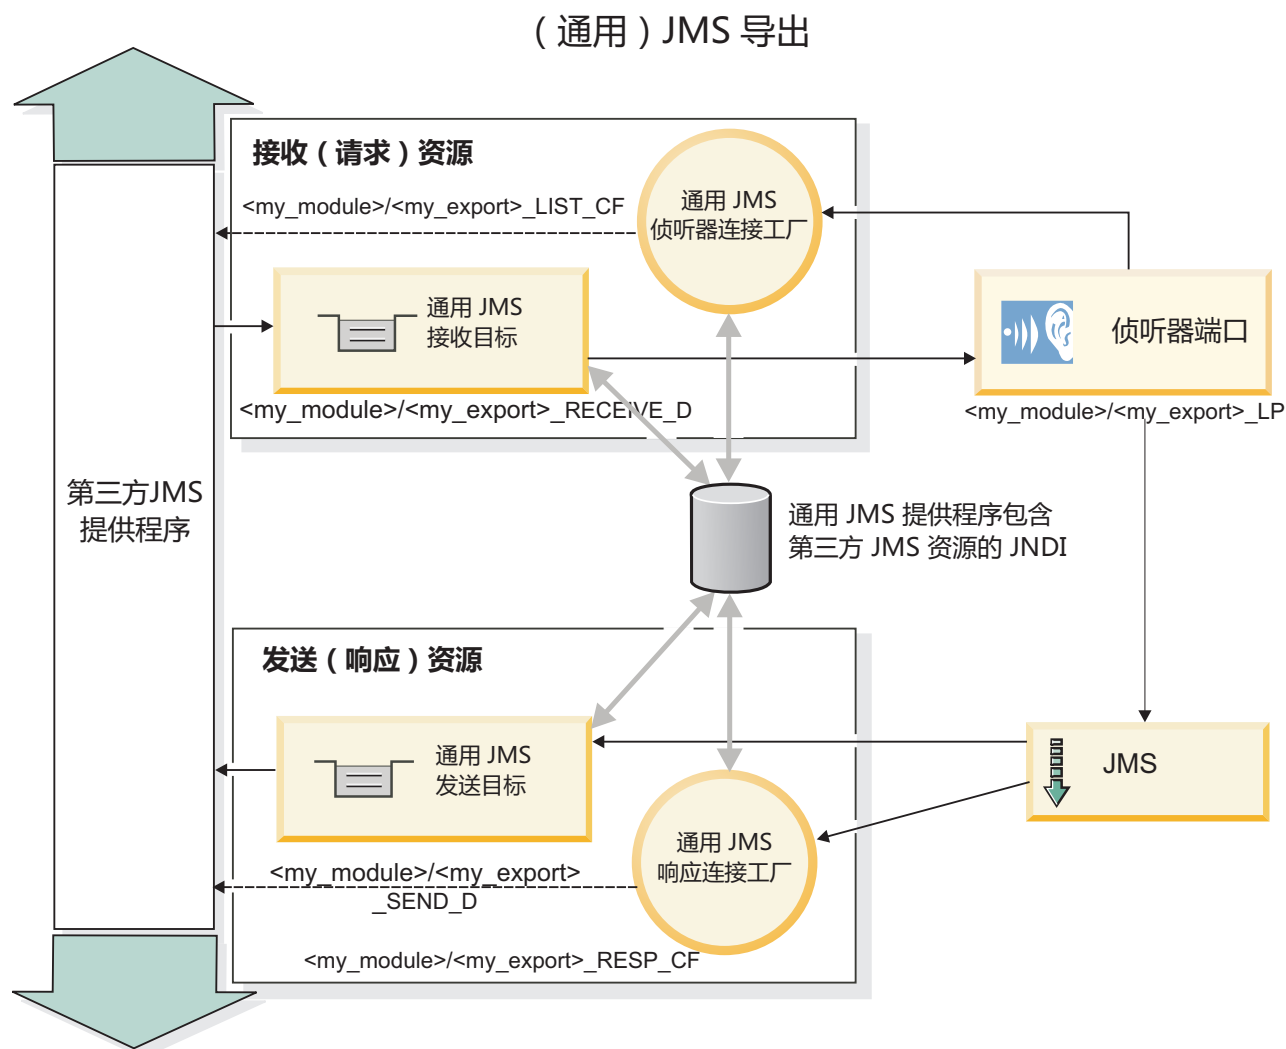 （通用）JMS 导出
接收（请求）资源
<my_module>/<my_export>_LIST_CF
通用 JMS
侦听器连接工厂
通用 JMS
接收目标
侦听器端口
<my_module>/<my_export>_RECEIVE_D
<my_module>/<my_export>_LP
第三方JMS
提供程序
通用 JMS 提供程序包含
第三方 JMS 资源的 JNDI
发送（响应）资源
通用 JMS
发送目标
JMS
通用 JMS
响应连接工厂
<my_module>/<my_export>
_SEND_D
<my_module>/<my_export>_RESP_CF